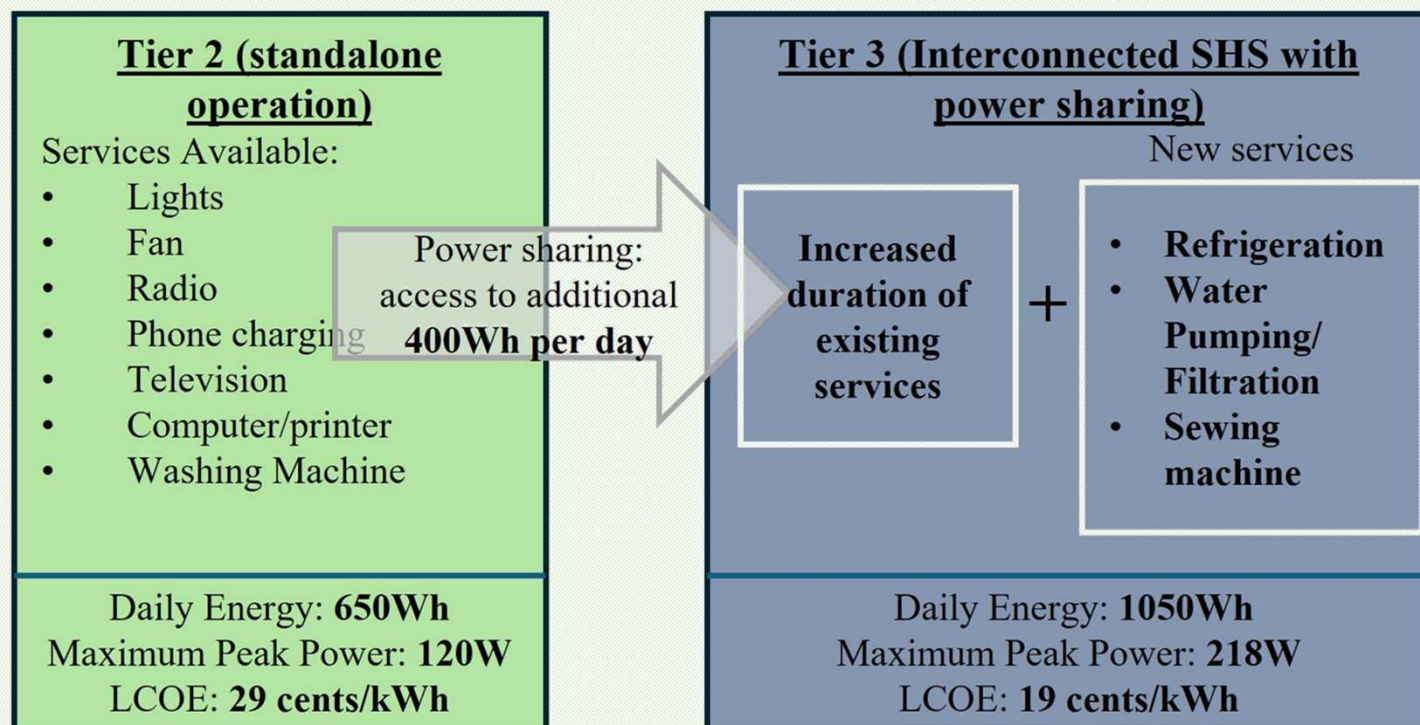 Tier 2 (standalone
operation)
Services Available:
• Lights
• Fan
• Radio
• Phone charging
• Television
• Computer/printer
• Washing Machine
Daily Energy: 650Wh
Maximum Peak Power: 120W
LCOE: 29 cents/kWh
Power sharing:
access to additional
400Wh per day
Tier 3 (Interconnected SHS with
power sharing)
New services
Increased
duration of
existing
services
+
• Refrigeration
• Water
Pumping/
Filtration
• Sewing
machine
Daily Energy: 1050Wh
Maximum Peak Power: 218W
LCOE: 19 cents/kWh